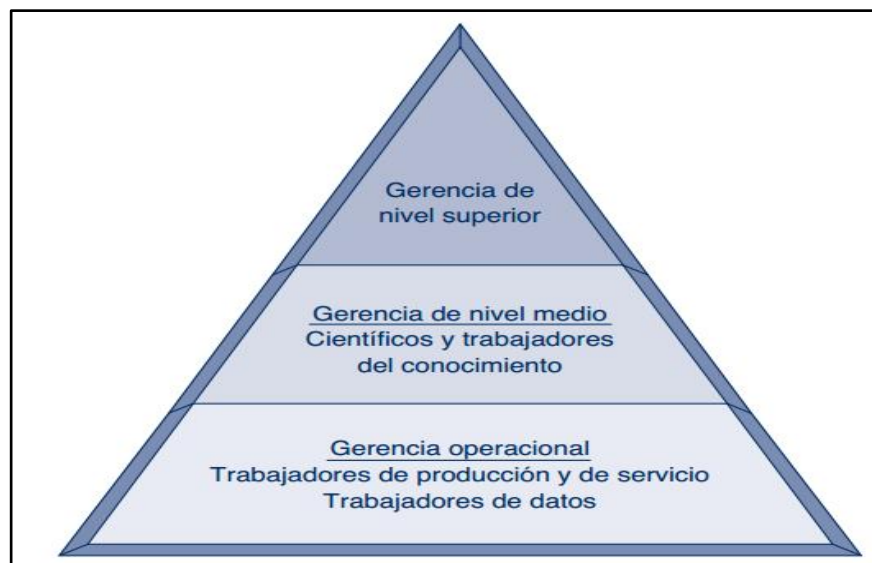 Gerencia de
nivel superior
Gerencia de nivel medio
Científicos y trabajadores
del conocimiento
Gerencia operacional
Trabajadores de producción y de servicio
Trabajadores de datos